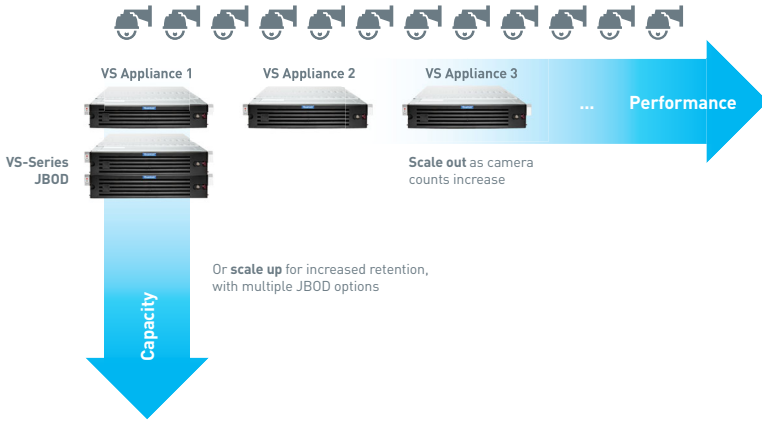 VS Appliance 1
VS Appliance 2
VS Appliance 3
...
Performance
VS-Series
JBOD
Scale out as camera
counts increase
Or scale up for increased retention,
with multiple JBOD options
Capacity